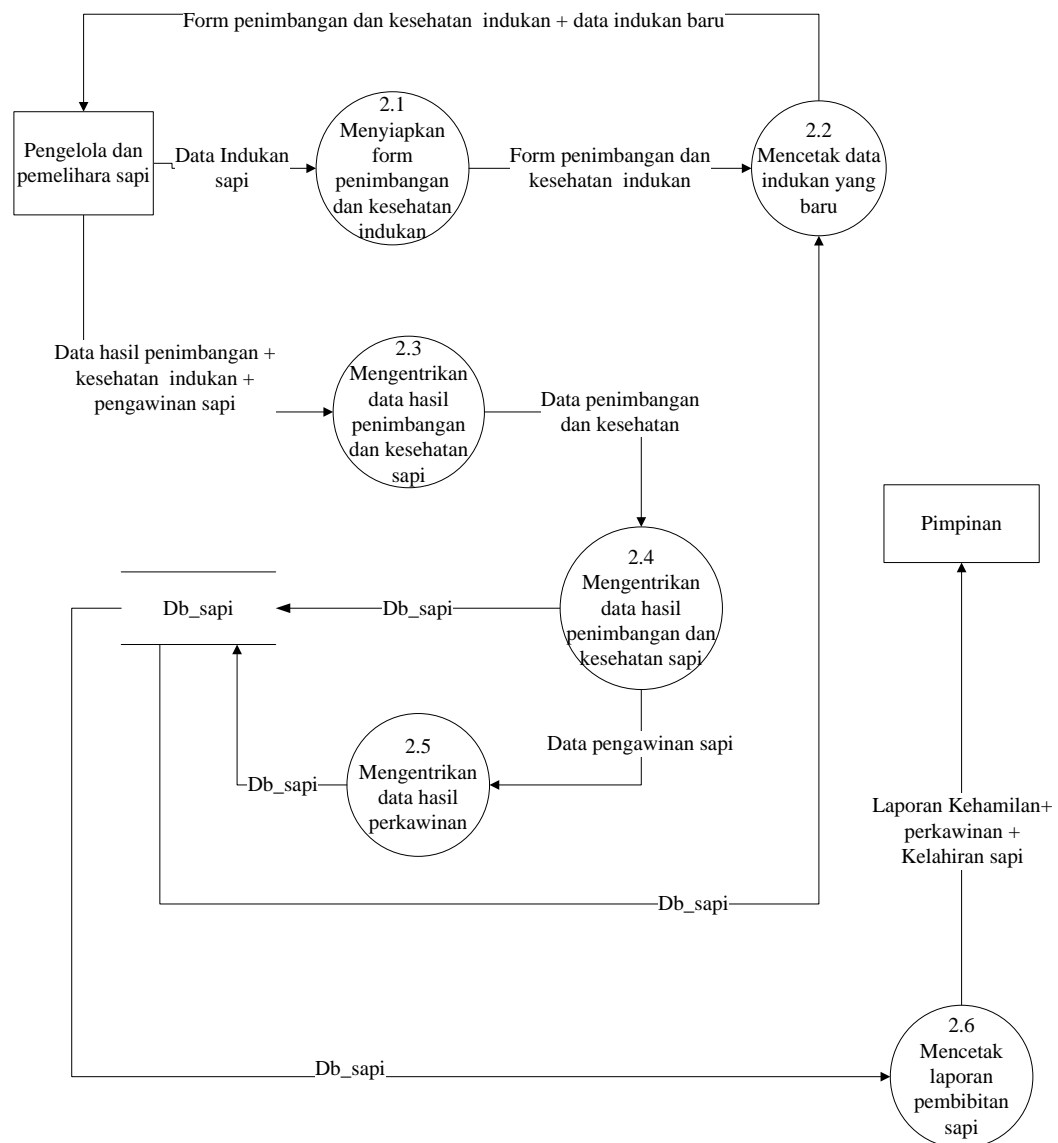 Form penimbangan dan kesehatan indukan + data indukan baru
Pengelola dan
pemelihara sapi
Data Indukan
sapi
2.1
Menyiapkan
form
penimbangan
dan kesehatan
indukan
Form penimbangan dan
kesehatan indukan
2.2
Mencetak data
indukan yang
baru
Data hasil penimbangan +
kesehatan indukan +
pengawinan sapi
2.3
Mengentrikan
data hasil
penimbangan
dan kesehatan
sapi
Data penimbangan
dan kesehatan
Pimpinan
2.4
Mengentrikan
data hasil
penimbangan dan
kesehatan sapi
Db_sapi
Db_sapi
Data pengawinan sapi
2.5
Mengentrikan
data hasil
perkawinan
Db_sapi
Laporan Kehamilan+
perkawinan +
Kelahiran sapi
Db_sapi
2.6
Mencetak
laporan
pembibitan
sapi
Db_sapi